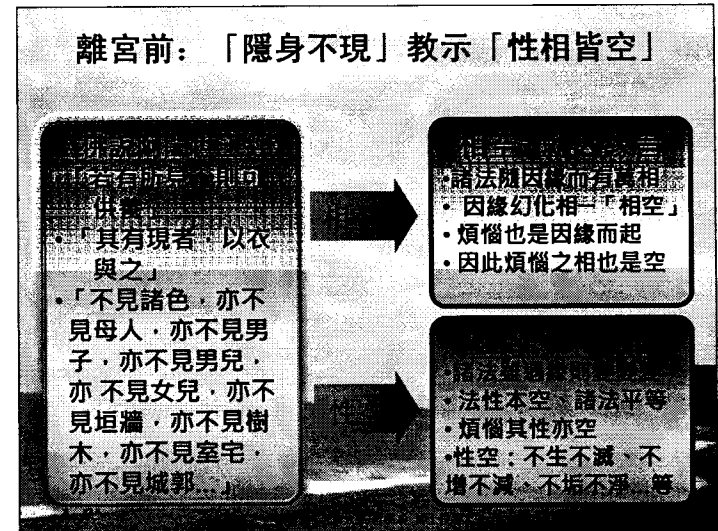 離宮前：「隱身不現」教示「性相皆空」
供養
•「其有現者，以衣
與之」
•「不見諸色，亦不
見母人，亦不見男
子，亦不見男兒，
亦 不見女兒，亦不
見垣牆，亦不見樹
木，亦不見室宅，
亦不見城郭...」
相
•諸法隨因緣而有萬相
• 因緣幻化相—「相空」
•煩惱也是因緣而起
•因此煩惱之相也是空
性
•法性本空、諸法平等
•煩惱其性亦空
•性空：不生不滅、不
增不減、不垢不淨...等